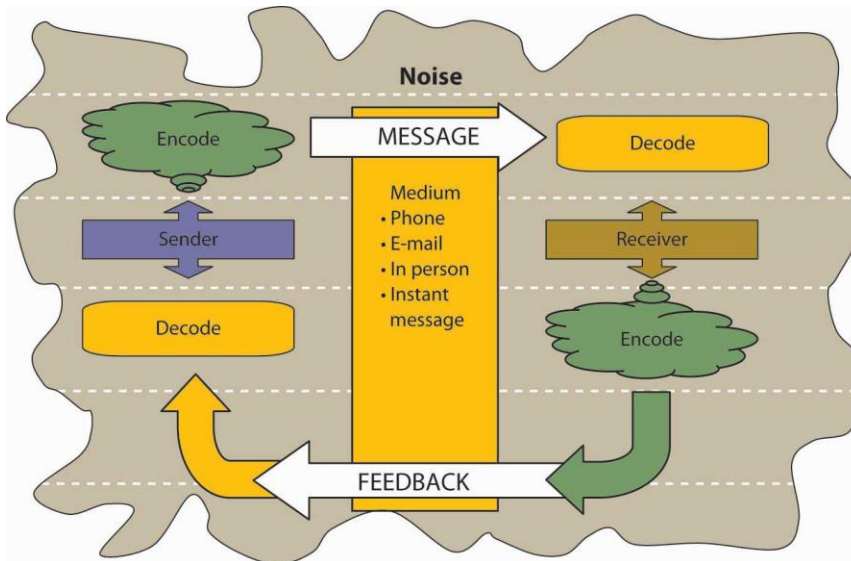 Noise
Encode
MESSAGE
Decode
Medium
• Phone
• E-mail
• In person
• Instant
message
Sender
Receiver
Decode
Encode
FEEDBACK